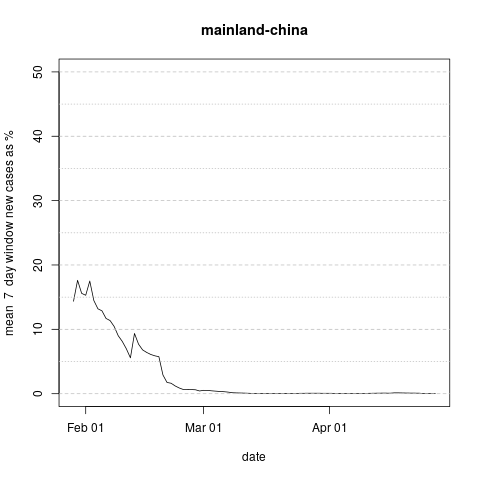 mainland-china
mean  7  day window new cases as %
50
40
30
20
10
0
Feb 01
Mar 01
Apr 01
date